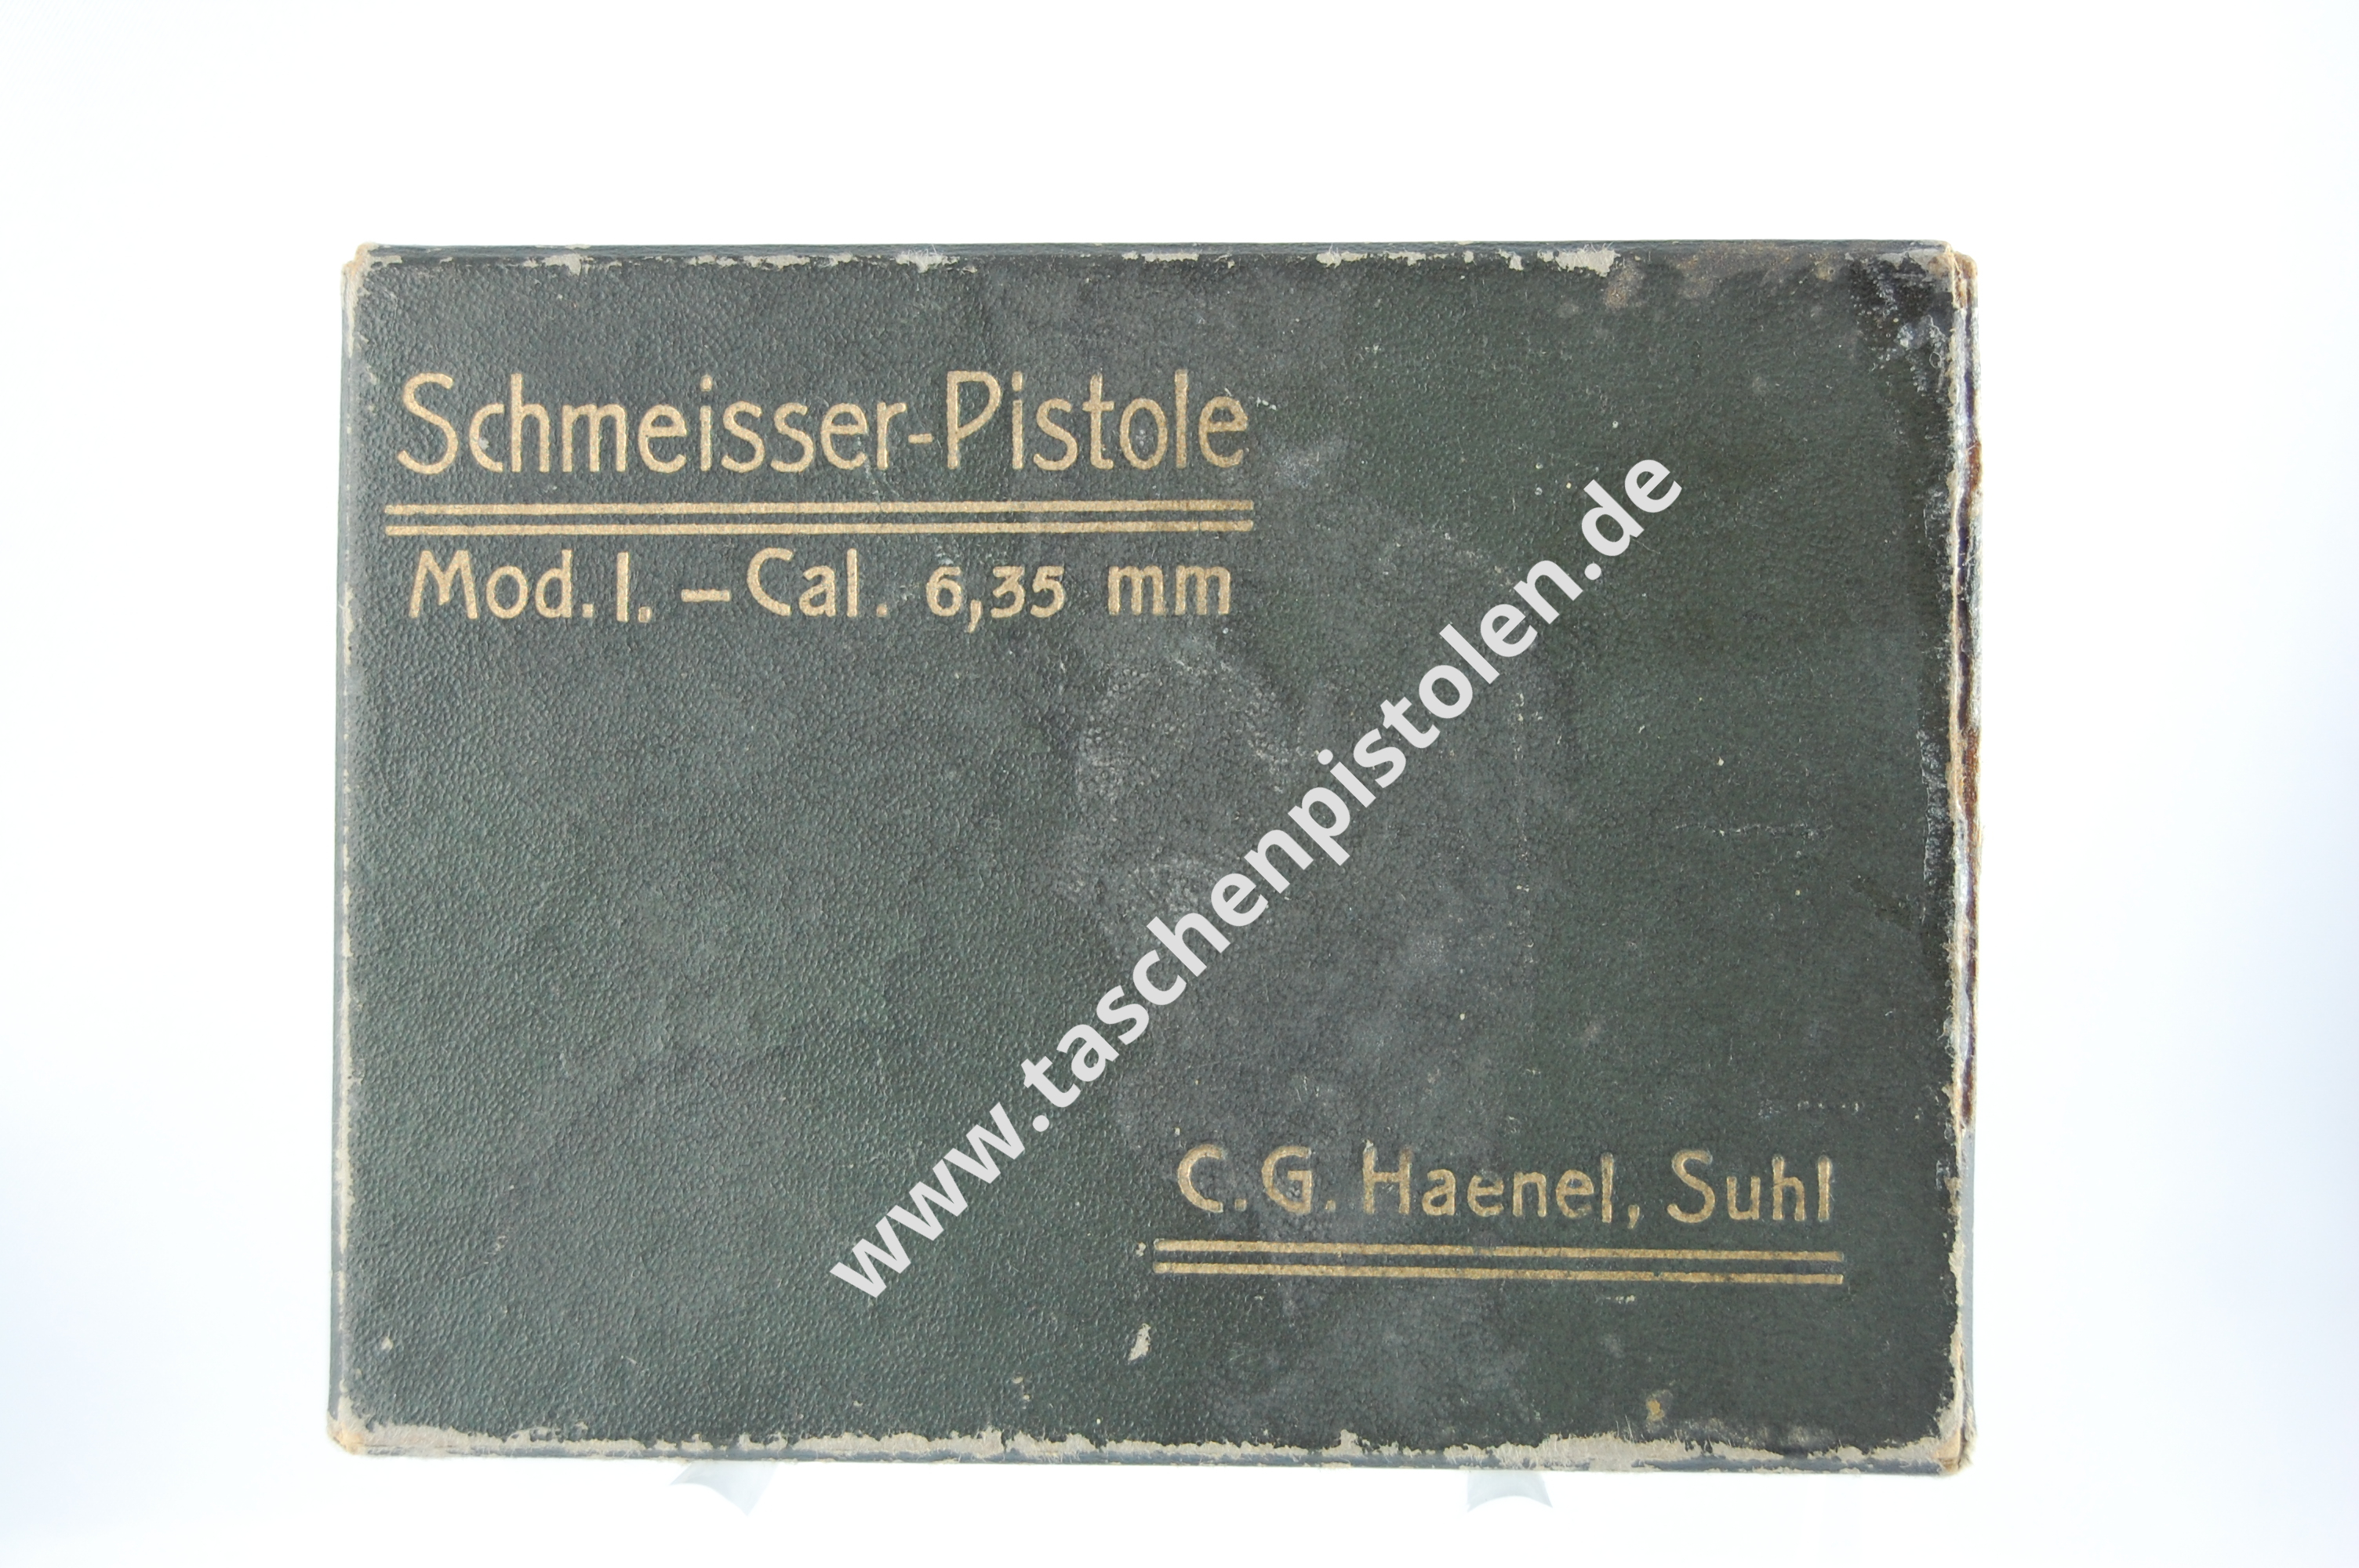 Schmeisser-Pistole
Mod. I. – Cal. 6,35 mm
www.taschenpistolen.de
C. G. Haenel, Suhl